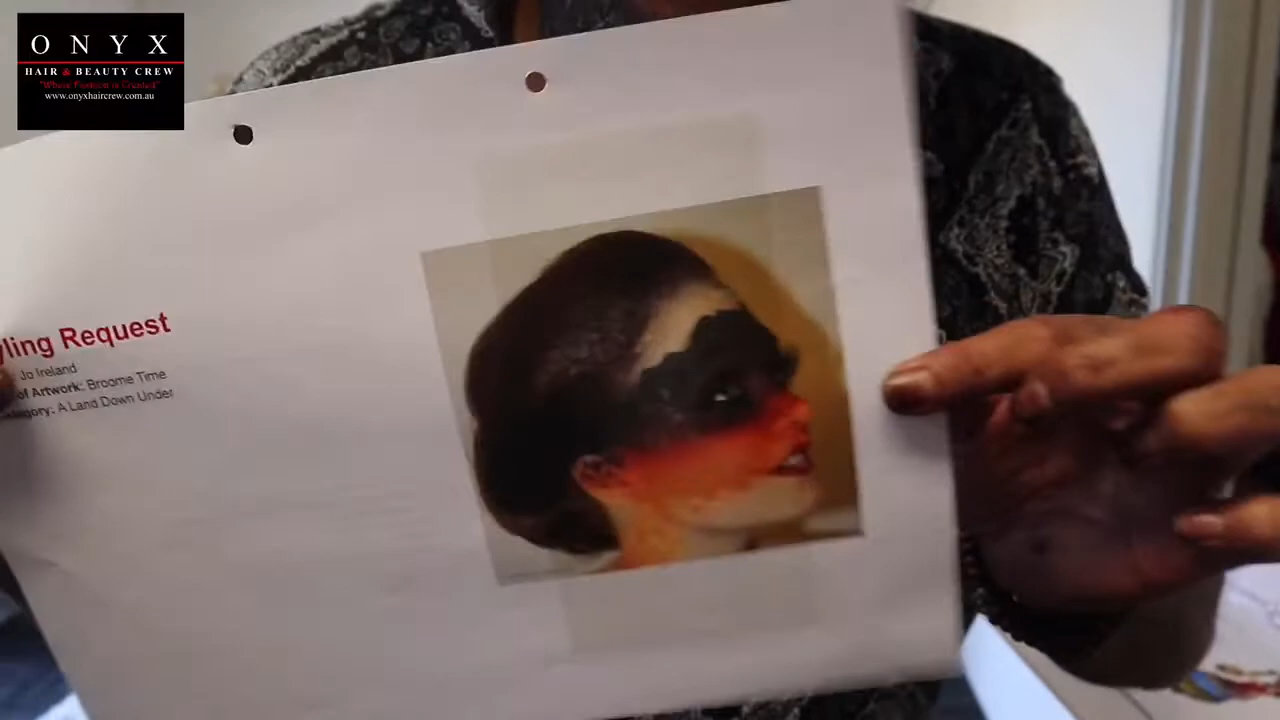 ONYX
HAIR & BEAUTY CREW
"Where Fashion is Created"
www.onyxhaircrew.com.au
yling Request
: Jo Ireland
of Artwork: Broome Time
tegory: A Land Down Under